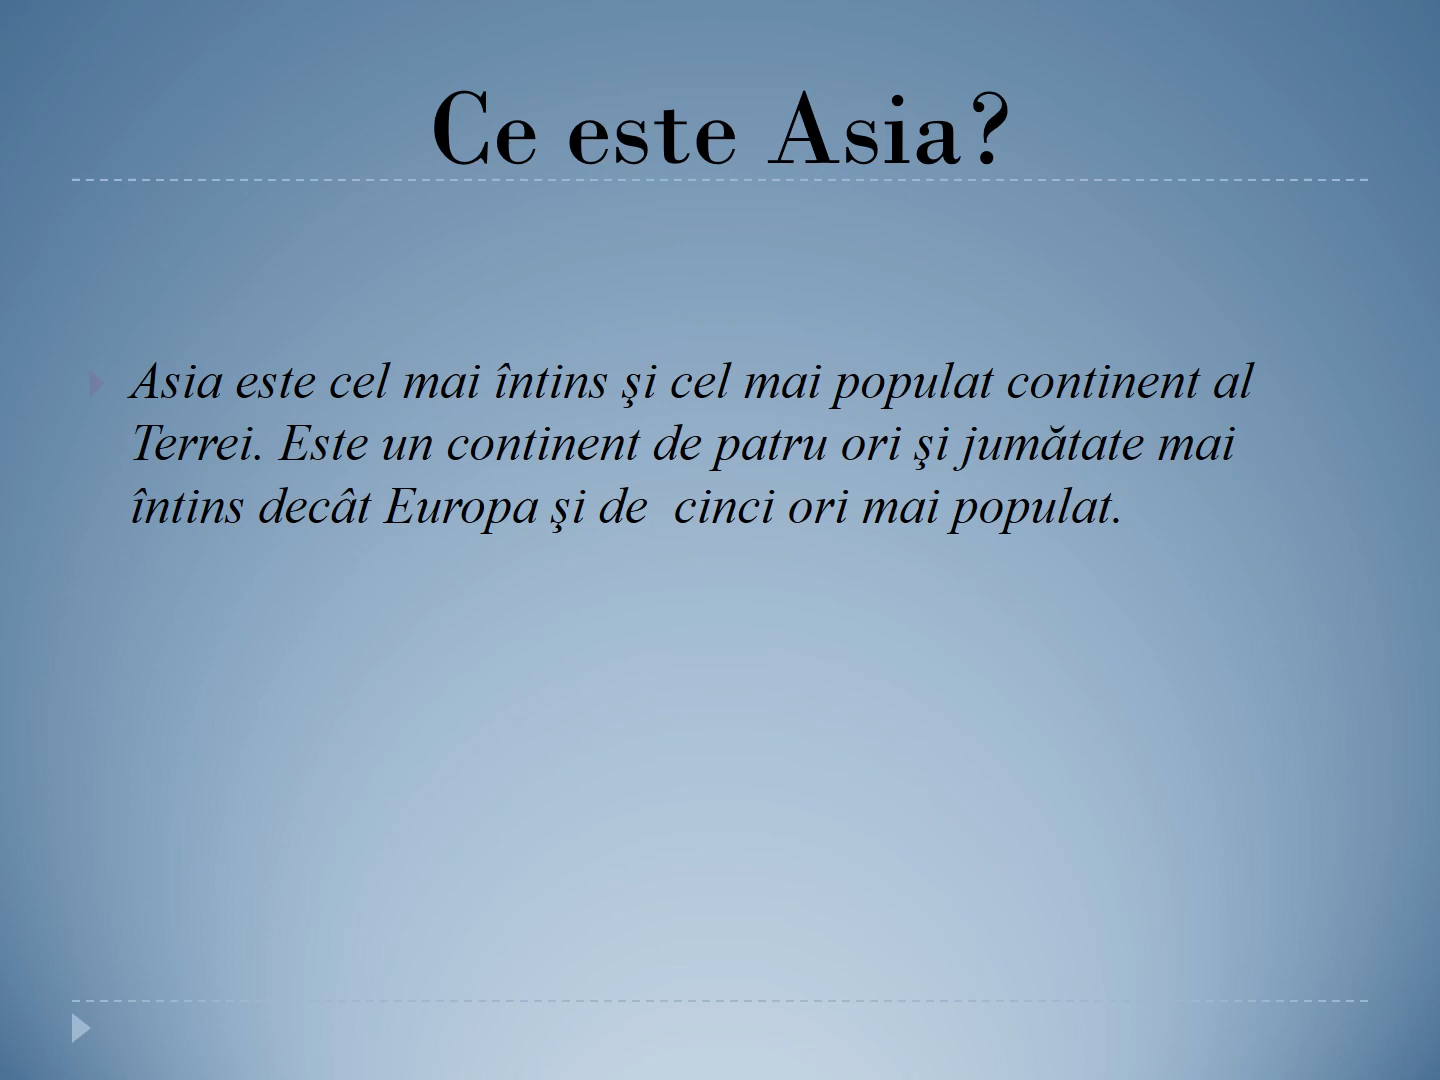 Ce este Asia?
Asia este cel mai întins şi cel mai populat continent al
Terrei. Este un continent de patru ori şi jumătate mai
întins decât Europa şi de  cinci ori mai populat.